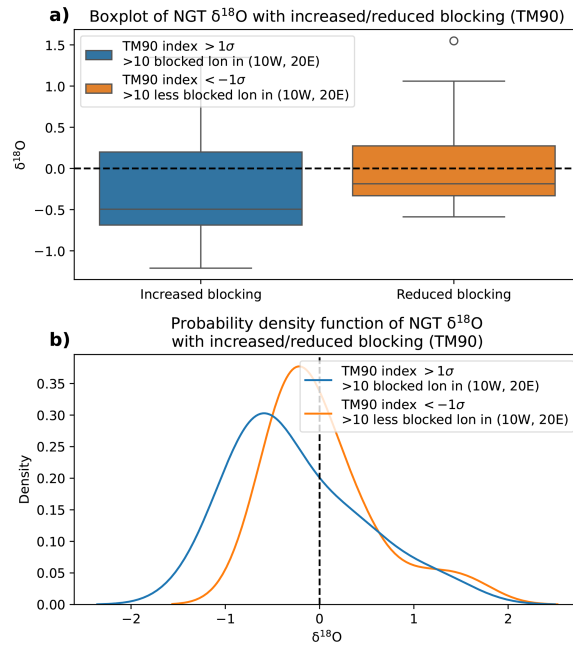 a)
Boxplot of NGT δ¹⁸O with increased/reduced blocking (TM90)
TM90 index > 1σ
>10 blocked lon in (10W, 20E)
TM90 index < −1σ
>10 less blocked lon in (10W, 20E)
1.5
1.0
0.5
0.0
−0.5
−1.0
δ¹⁸O
Increased blocking
Reduced blocking
b)
Probability density function of NGT δ¹⁸O
with increased/reduced blocking (TM90)
TM90 index > 1σ
>10 blocked lon in (10W, 20E)
TM90 index < −1σ
>10 less blocked lon in (10W, 20E)
0.35
0.30
0.25
0.20
0.15
0.10
0.05
0.00
Density
−2
−1
0
1
2
δ¹⁸O